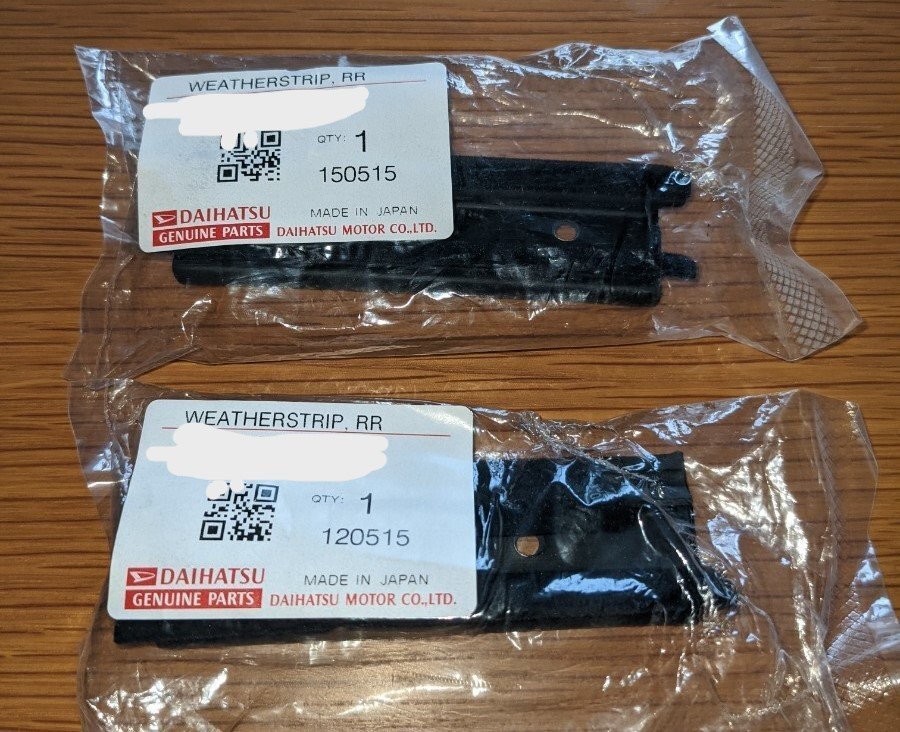 WEATHERSTRIP, RR
QTY: 1
150515
DAIHATSU
GENUINE PARTS
MADE IN JAPAN
DAIHATSU MOTOR CO.,LTD.
WEATHERSTRIP, RR
QTY: 1
120515
DAIHATSU
GENUINE PARTS
MADE IN JAPAN
DAIHATSU MOTOR CO.,LTD.